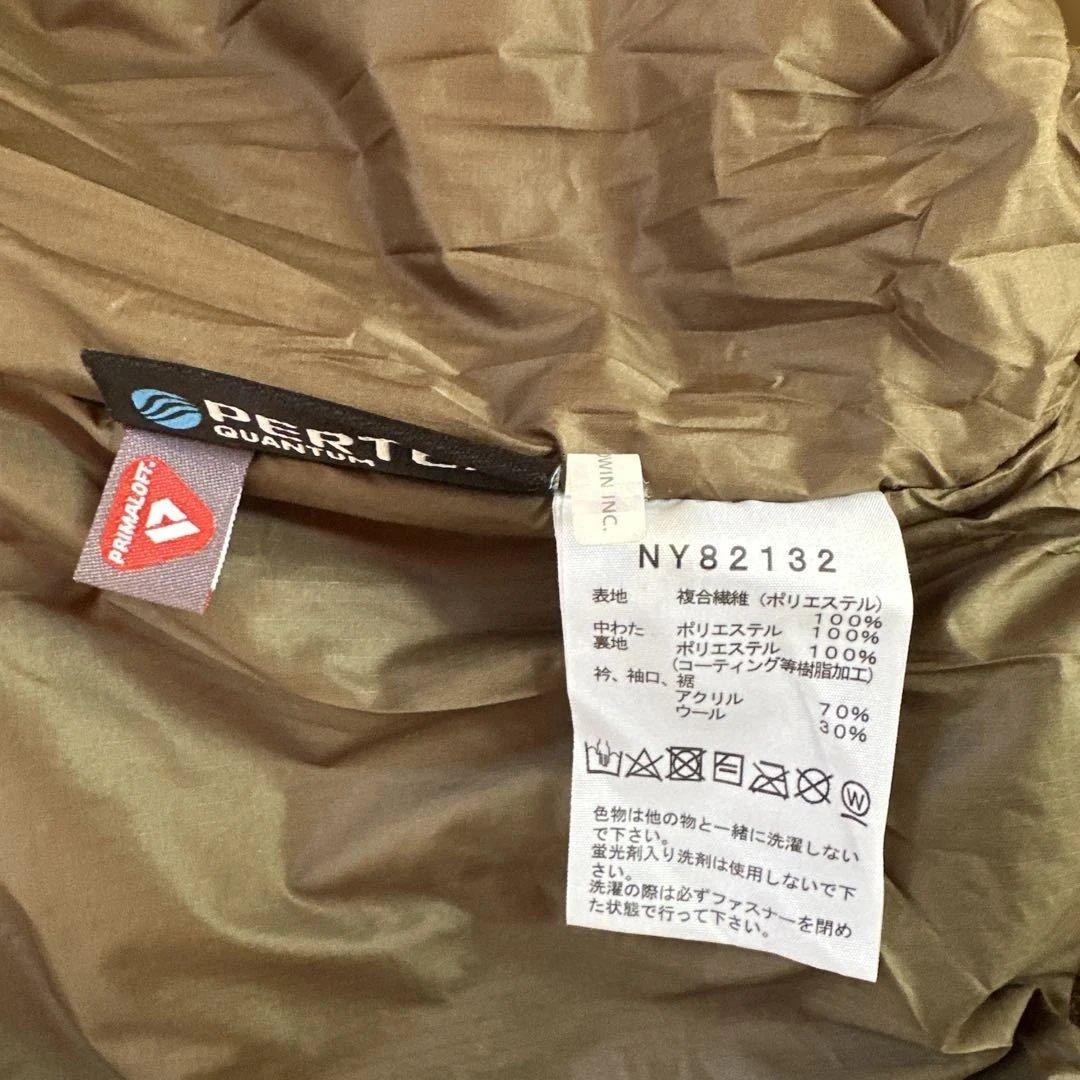 PERTE
QUANTUM
PRIMALOFT®
WIN INC.
NY82132
表地 複合繊維（ポリエステル）
100%
中わた ポリエステル 100%
裏地 ポリエステル 100%
（コーティング等樹脂加工）
衿、袖口、裾
アクリル 70%
ウール 30%
W
色物は他の物と一緒に洗濯しない
で下さい。
蛍光剤入り洗剤は使用しないで下
さい。
洗濯の際は必ずファスナーを閉め
た状態で行って下さい。